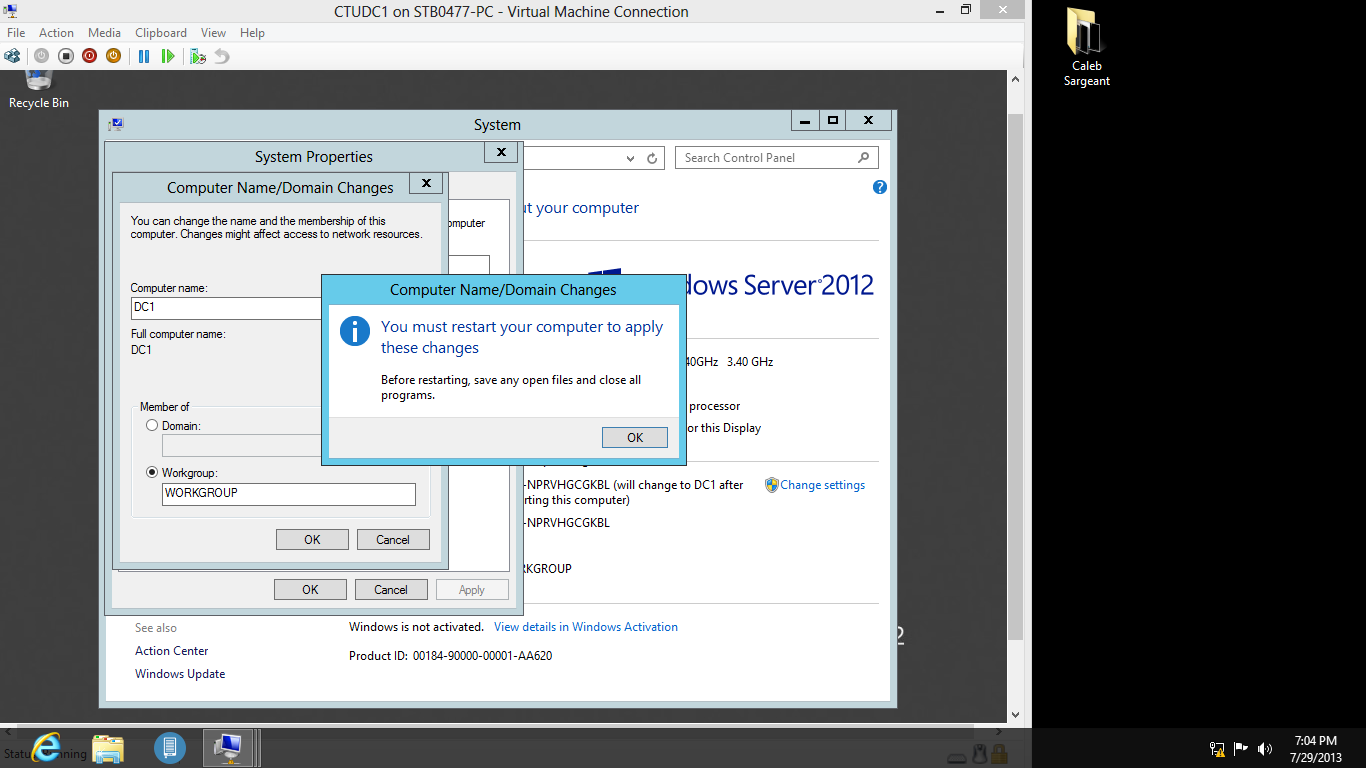 CTUDC1 on STB0477-PC - Virtual Machine Connection
File Action Media Clipboard View Help
Recycle Bin
Caleb
Sargeant
System
System Properties
Search Control Panel
Computer Name/Domain Changes
You can change the name and the membership of this
computer. Changes might affect access to network resources.
omputer
ut your computer
Computer name:
DC1
Full computer name:
DC1
dows Server 2012
Computer Name/Domain Changes
You must restart your computer to apply
these changes
Before restarting, save any open files and close all
programs.
OK
40GHz 3.40 GHz
processor
or this Display
Member of
Domain:
Workgroup:
WORKGROUP
OK Cancel
-NPRVHGCGKBL (will change to DC1 after
rting this computer)
Change settings
-NPRVHGCGKBL
RKGROUP
OK Cancel Apply
See also
Action Center
Windows Update
Windows is not activated. View details in Windows Activation
Product ID: 00184-90000-00001-AA620
2
7:04 PM
7/29/2013